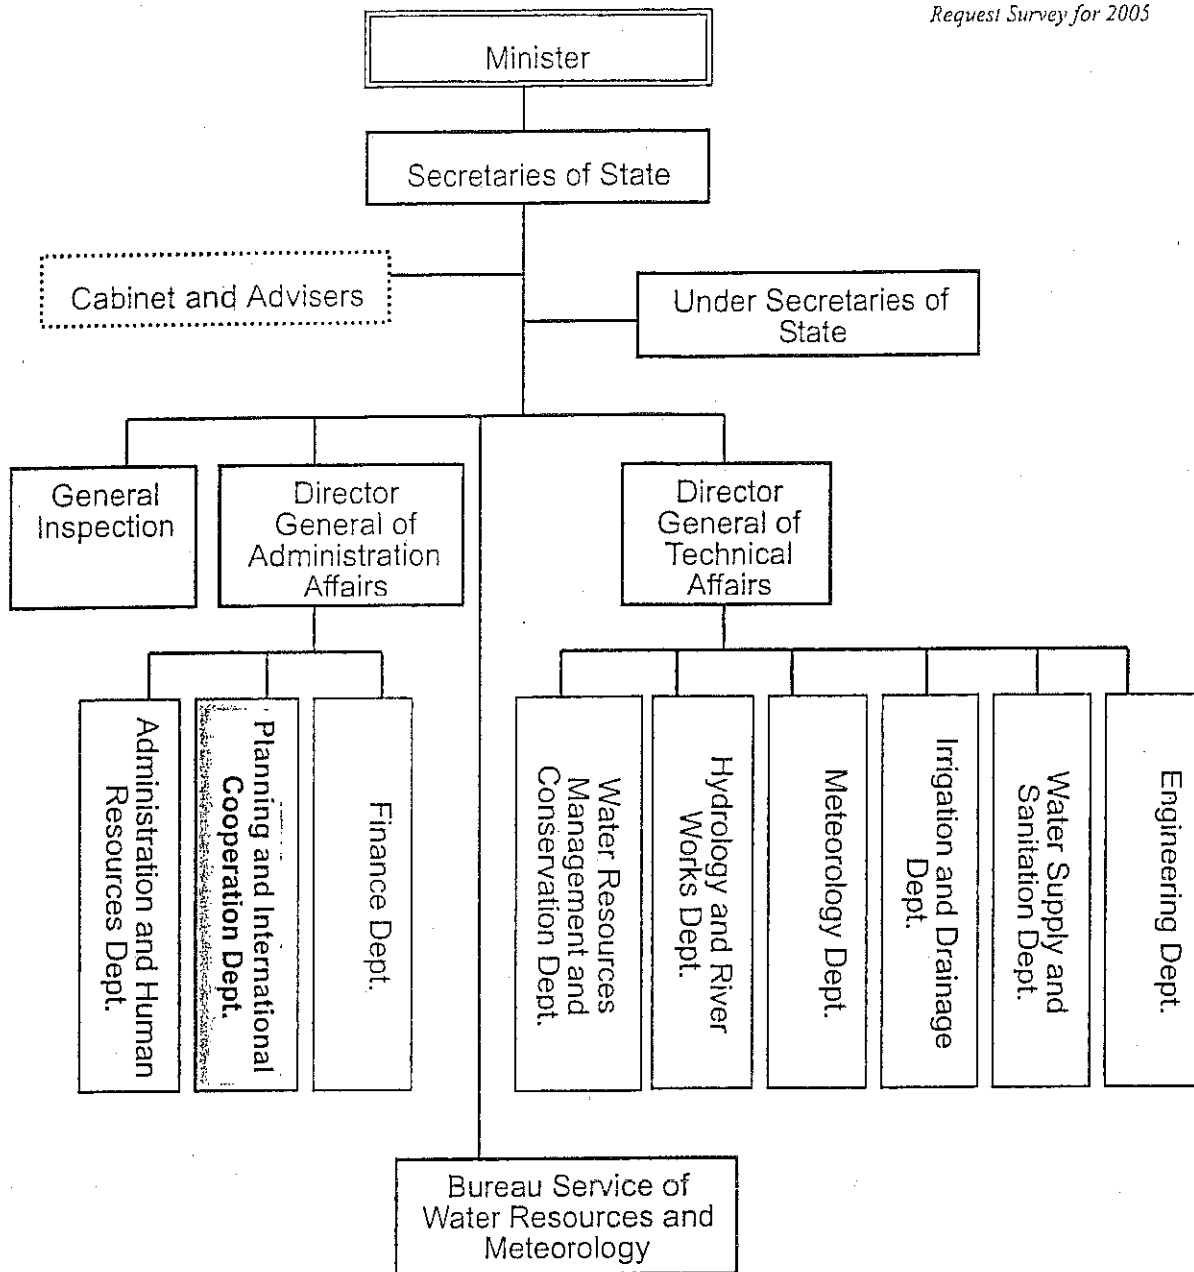 Request Survey for 2005
Minister
Secretaries of State
Cabinet and Advisers
Under Secretaries of
State
General
Inspection
Director
General of
Administration
Affairs
Director
General of
Technical
Affairs
Administration and Human
Resources Dept.
Planning and International
Cooperation Dept.
Finance Dept.
Water Resources
Management and
Conservation Dept.
Hydrology and River
Works Dept.
Meteorology Dept.
Irrigation and Drainage
Dept.
Water Supply and
Sanitation Dept.
Engineering Dept.
Bureau Service of
Water Resources and
Meteorology